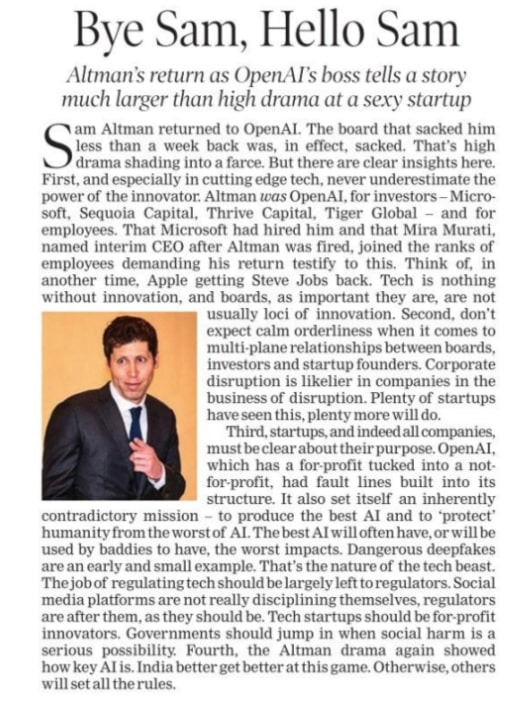 Bye Sam, Hello Sam
Altman's return as OpenAI's boss tells a story
much larger than high drama at a sexy startup
Sam Altman returned to OpenAI. The board that sacked him
less than a week back was, in effect, sacked. That's high
drama shading into a farce. But there are clear insights here.
First, and especially in cutting edge tech, never underestimate the
power of the innovator. Altman was OpenAI, for investors – Micro-
soft, Sequoia Capital, Thrive Capital, Tiger Global – and for
employees. That Microsoft had hired him and that Mira Murati,
named interim CEO after Altman was fired, joined the ranks of
employees demanding his return testify to this. Think of, in
another time, Apple getting Steve Jobs back. Tech is nothing
without innovation, and boards, as important they are, are not
usually loci of innovation. Second, don't
expect calm orderliness when it comes to
multi-plane relationships between boards,
investors and startup founders. Corporate
disruption is likelier in companies in the
business of disruption. Plenty of startups
have seen this, plenty more will do.
Third, startups, and indeed all companies,
must be clear about their purpose. OpenAI,
which has a for-profit tucked into a not-
for-profit, had fault lines built into its
structure. It also set itself an inherently
contradictory mission – to produce the best AI and to 'protect'
humanity from the worst of AI. The best AI will often have, or will be
used by baddies to have, the worst impacts. Dangerous deepfakes
are an early and small example. That's the nature of the tech beast.
The job of regulating tech should be largely left to regulators. Social
media platforms are not really disciplining themselves, regulators
are after them, as they should be. Tech startups should be for-profit
innovators. Governments should jump in when social harm is a
serious possibility. Fourth, the Altman drama again showed
how key AI is. India better get better at this game. Otherwise, others
will set all the rules.